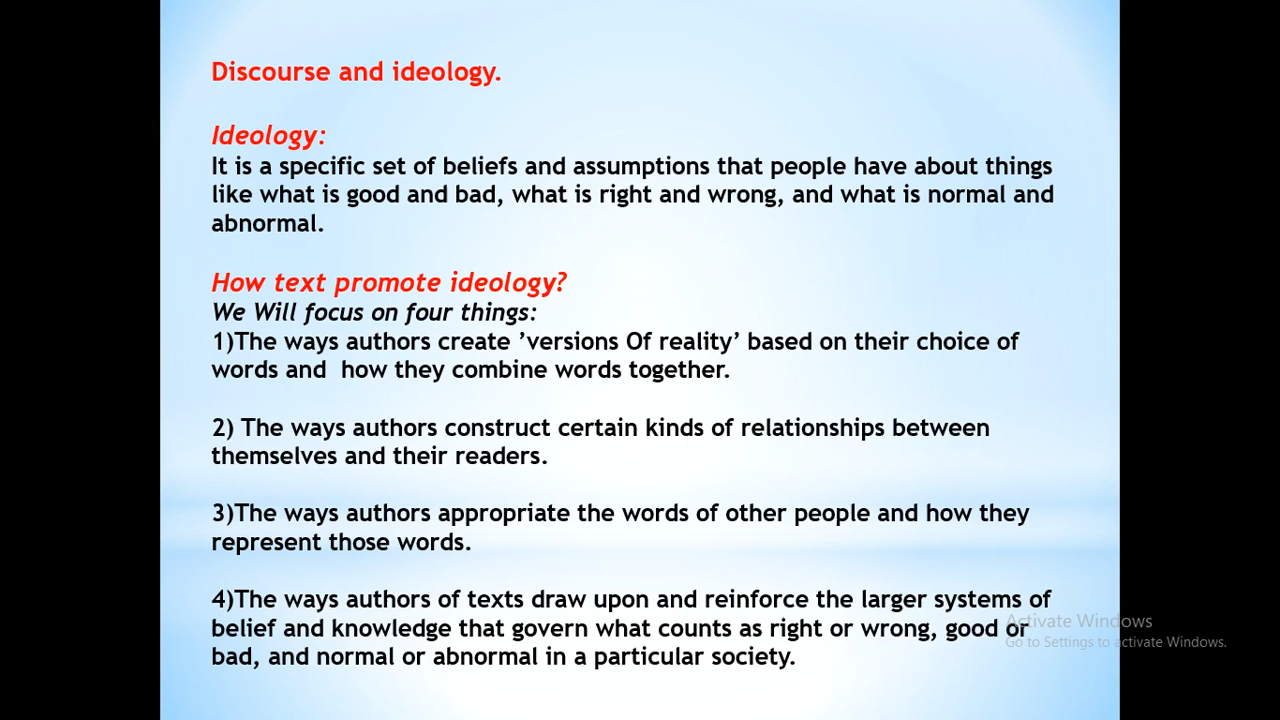 Discourse and ideology.
Ideology:
It is a specific set of beliefs and assumptions that people have about things
like what is good and bad, what is right and wrong, and what is normal and
abnormal.
How text promote ideology?
We Will focus on four things:
1)The ways authors create ’versions Of reality’ based on their choice of
words and  how they combine words together.
2) The ways authors construct certain kinds of relationships between
themselves and their readers.
3)The ways authors appropriate the words of other people and how they
represent those words.
4)The ways authors of texts draw upon and reinforce the larger systems of
belief and knowledge that govern what counts as right or wrong, good or
bad, and normal or abnormal in a particular society.
Activate Windows
Go to Settings to activate Windows.